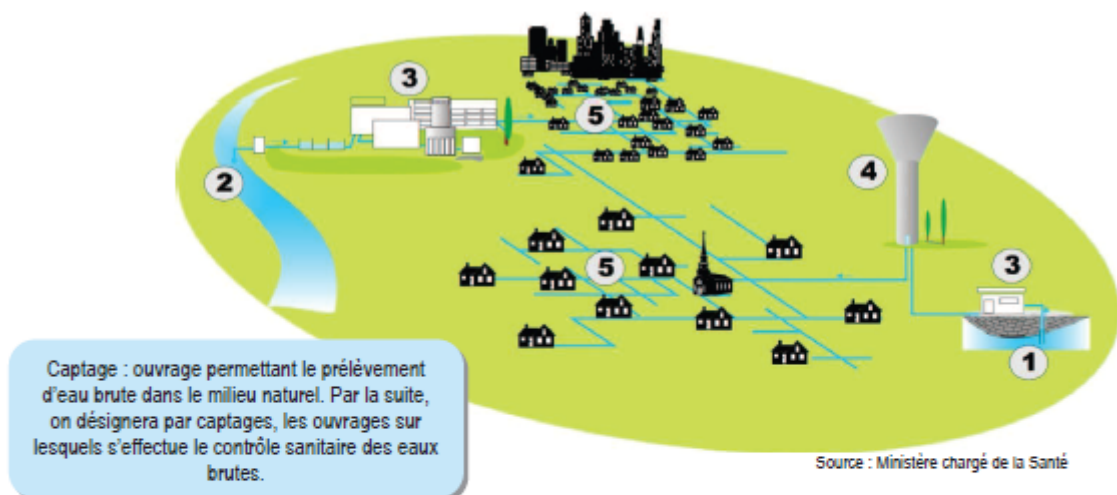 3
5
2
4
5
3
1
Captage : ouvrage permettant le prélèvement
d'eau brute dans le milieu naturel. Par la suite,
on désignera par captages, les ouvrages sur
lesquels s'effectue le contrôle sanitaire des eaux
brutes.
Source : Ministère chargé de la Santé